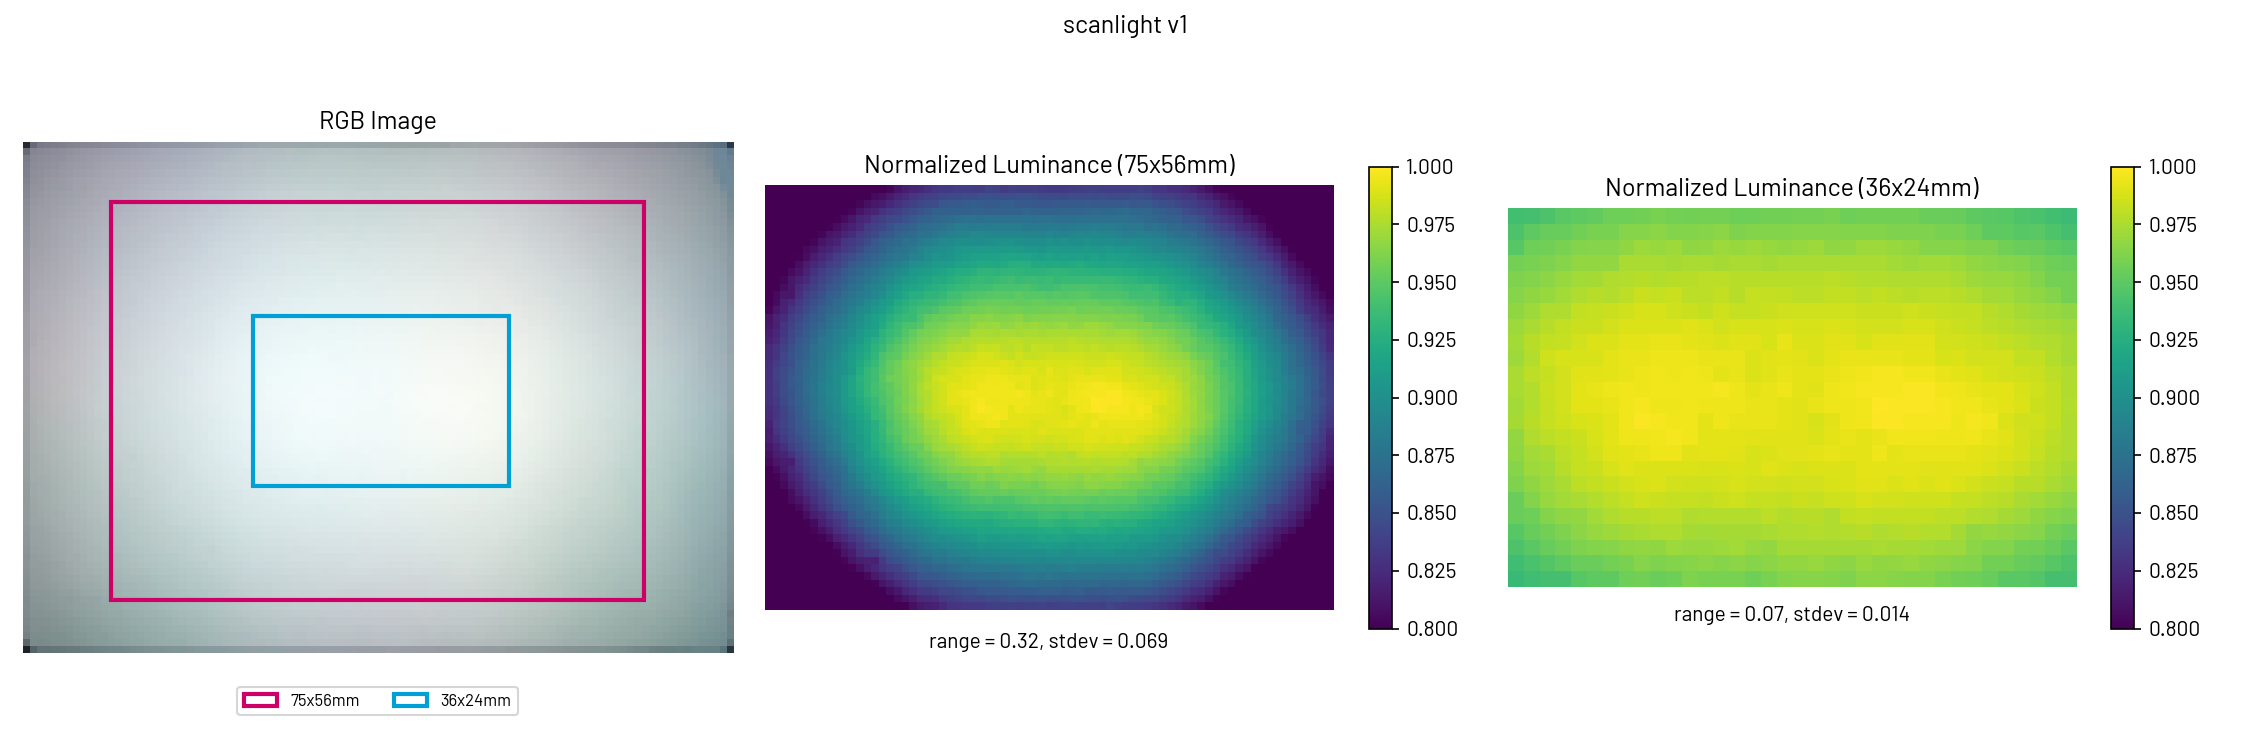 scanlight v1
RGB Image
75x56mm
36x24mm
Normalized Luminance (75x56mm)
range = 0.32, stdev = 0.069
1.000
0.975
0.950
0.925
0.900
0.875
0.850
0.825
0.800
Normalized Luminance (36x24mm)
range = 0.07, stdev = 0.014
1.000
0.975
0.950
0.925
0.900
0.875
0.850
0.825
0.800